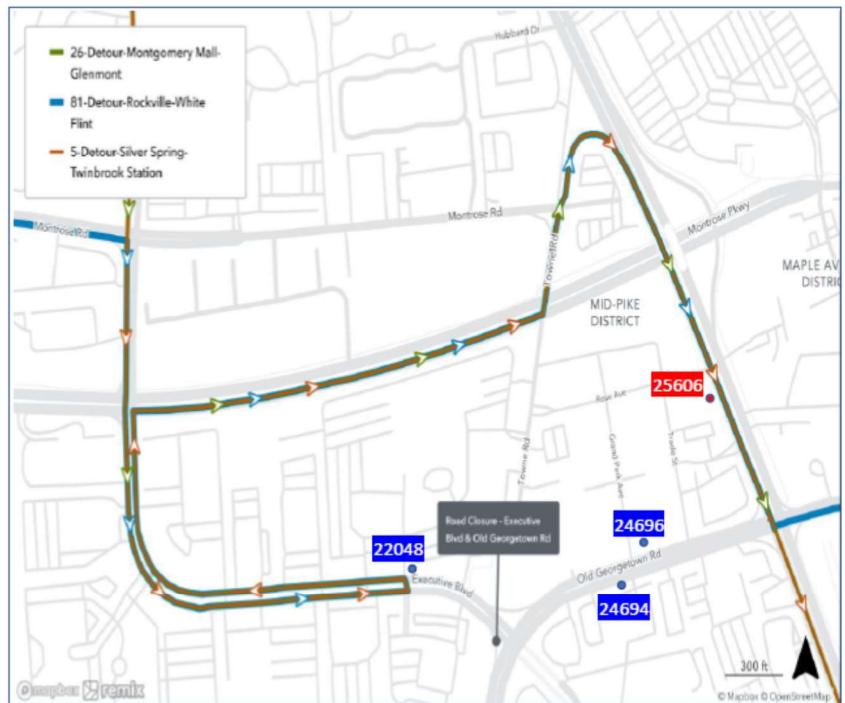 26-Detour-Montgomery Mall-
Glenmont
81-Detour-Rockville-White
Flint
5-Detour-Silver Spring-
Twinbrook Station
Hubbard Dr
Montrose Rd
Montrose Rd
Montrose Pkwy
Towne Rd
MAPLE AV
DISTRIC
MID-PIKE
DISTRICT
25606
Rose Ave
Towne Rd
Grand Park Ave
Trade St
Road Closure - Executive
Blvd & Old Georgetown Rd
24696
22048
Old Georgetown Rd
Executive Blvd
24694
300 ft
mapbox remix
© Mapbox © OpenStreetMap